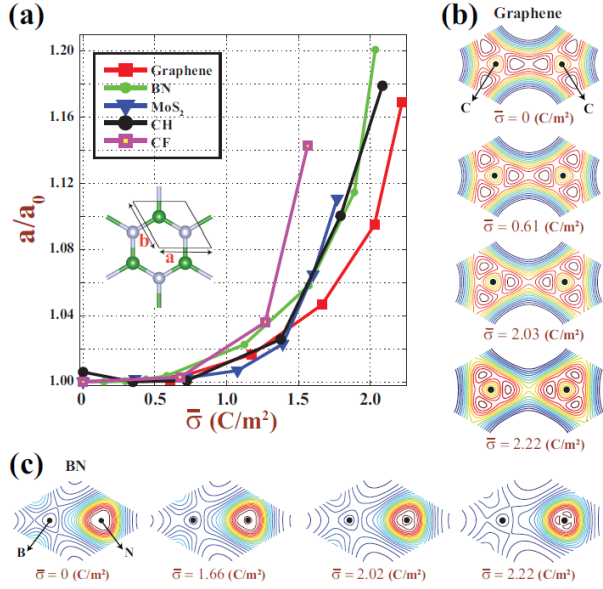 (a)
1.20
1.16
1.12
1.08
1.04
1.00
a/a₀
0
0.5
1.0
1.5
2.0
σ̅ (C/m²)
Graphene
BN
MoS₂
CH
CF
b
a
(b)
Graphene
C
C
σ̅ = 0 (C/m²)
σ̅ = 0.61 (C/m²)
σ̅ = 2.03 (C/m²)
σ̅ = 2.22 (C/m²)
(c)
BN
B
N
σ̅ = 0 (C/m²)
σ̅ = 1.66 (C/m²)
σ̅ = 2.02 (C/m²)
σ̅ = 2.22 (C/m²)